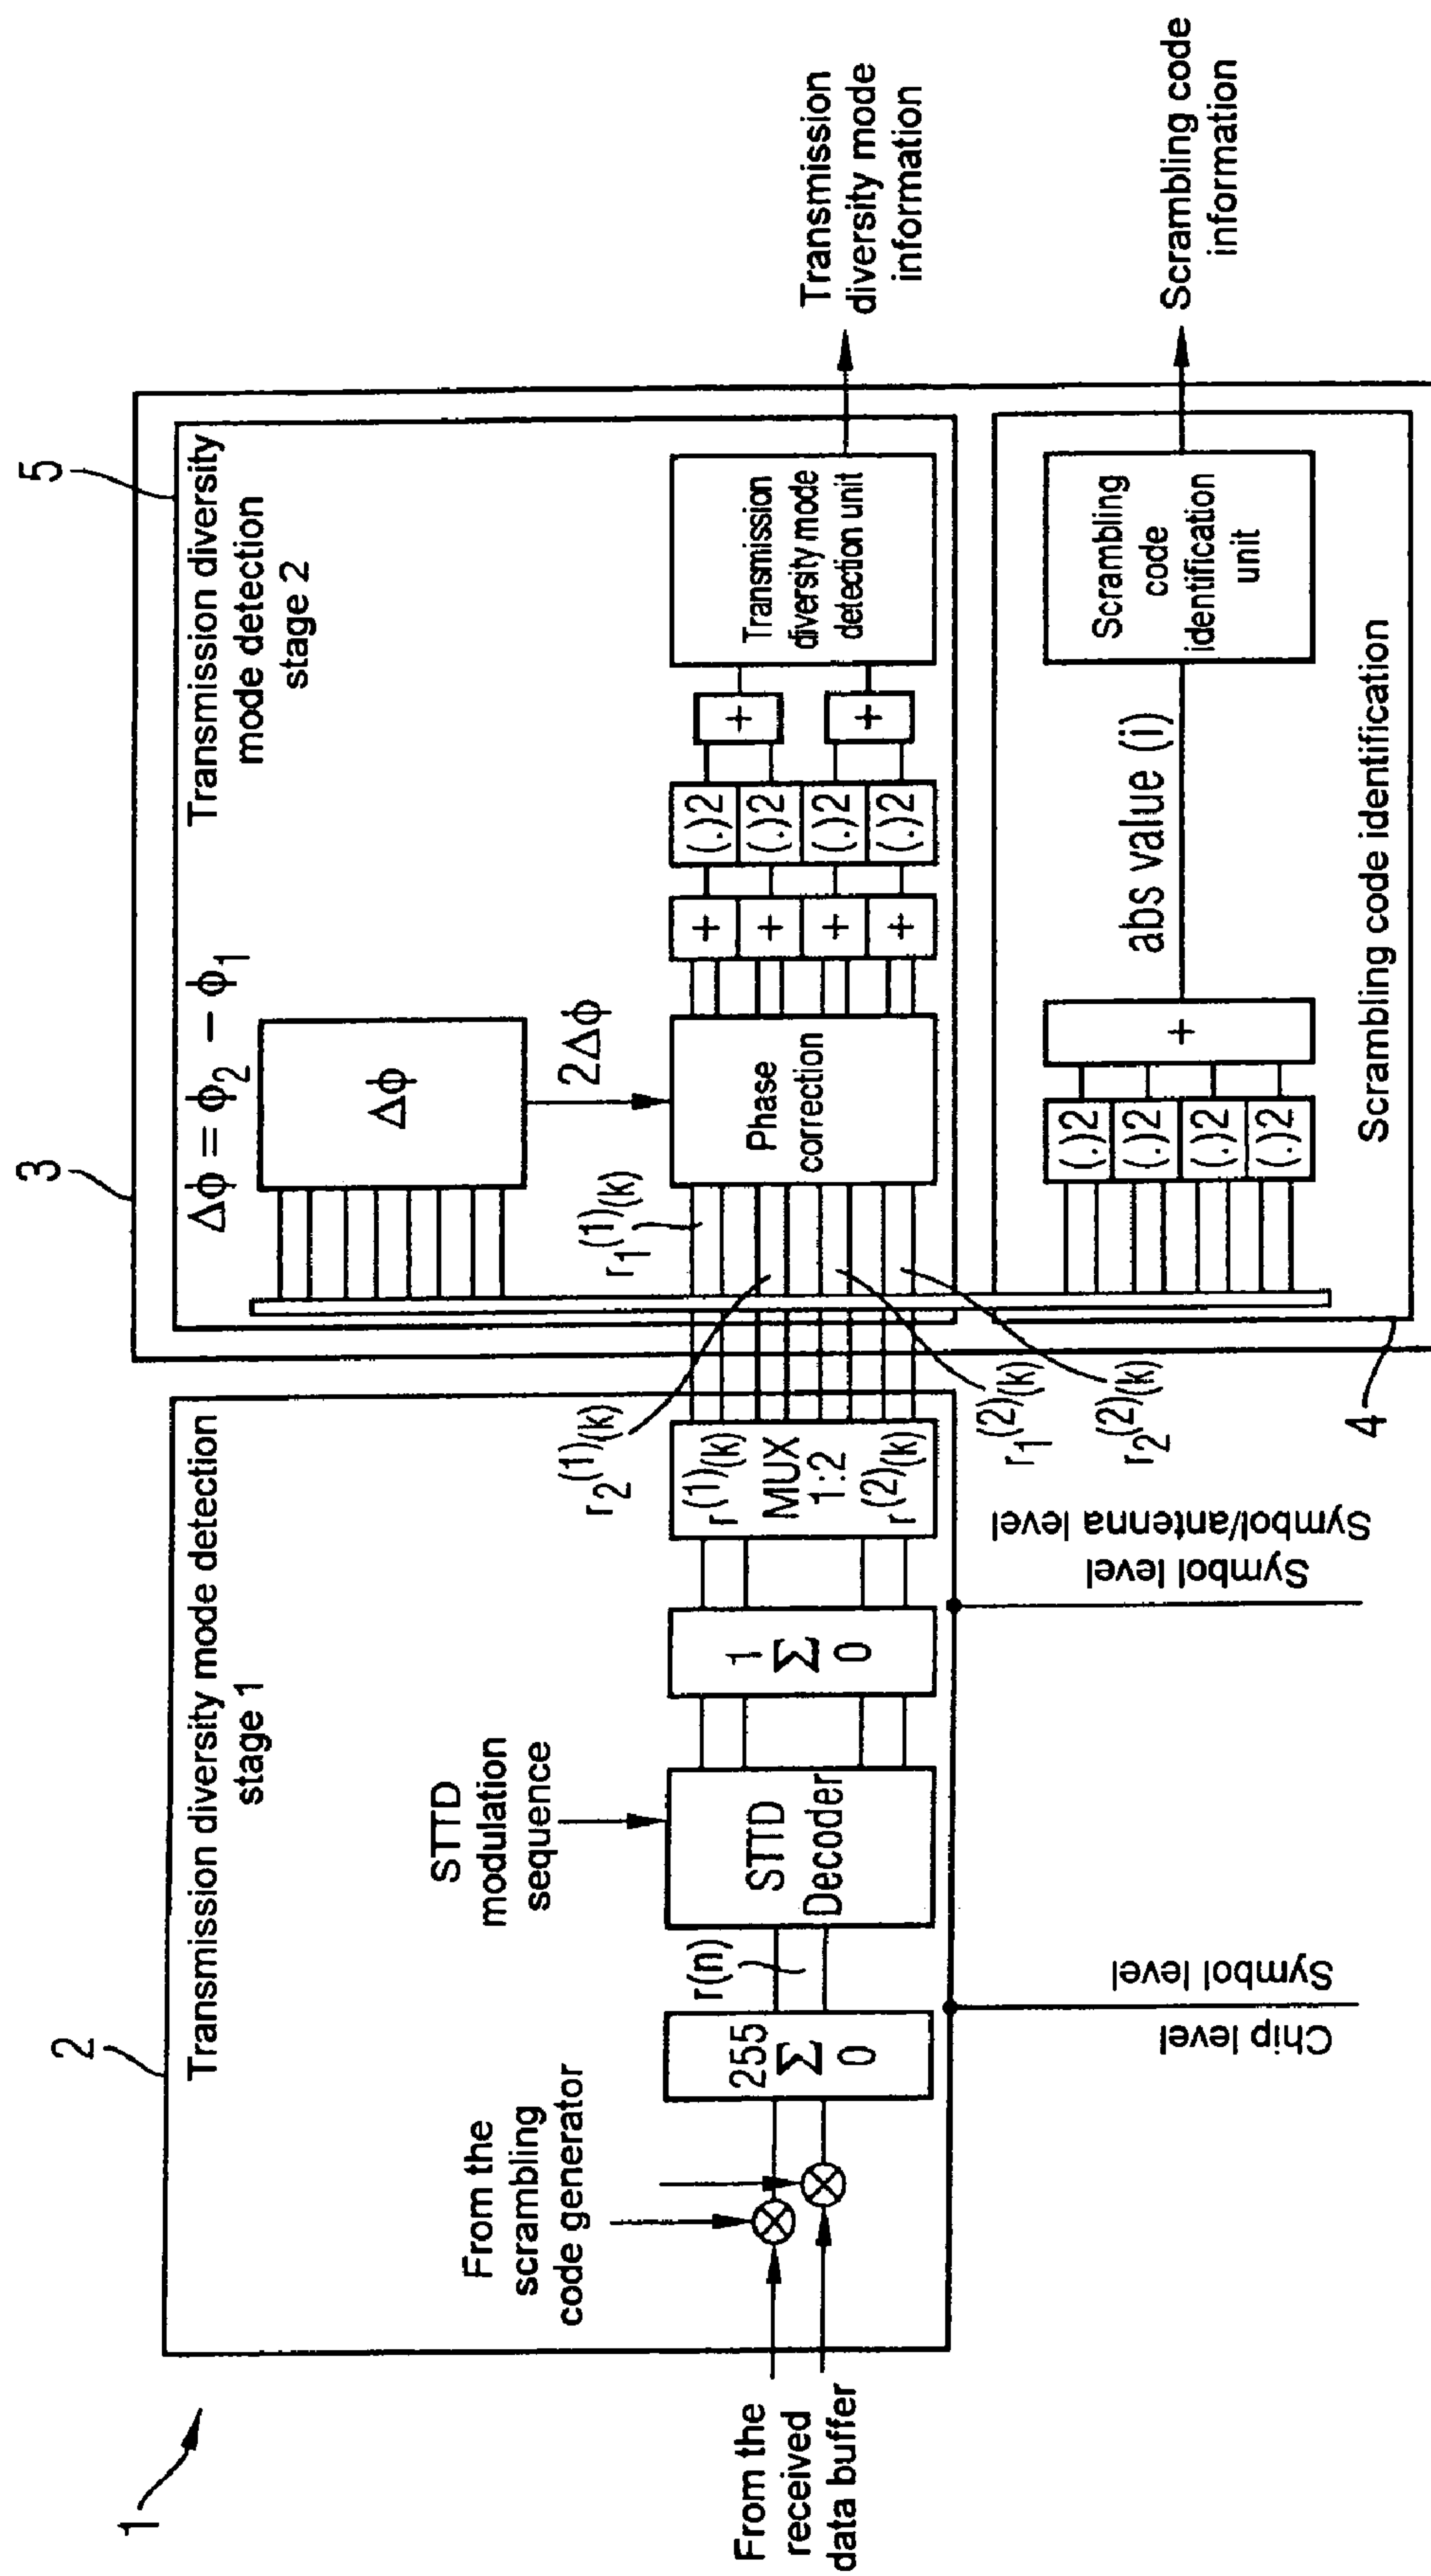 1
2
Transmission diversity mode detection
stage 1
From the
received
data buffer
From the
scrambling
code generator
255
Σ
0
r(n)
STTD
modulation
sequence
STTD
Decoder
1
Σ
0
r(1)(k)
MUX
1:2
r(2)(k)
Chip level
Symbol level
Symbol level
Symbol/antenna level
3
5
Transmission diversity
mode detection
stage 2
Δϕ = ϕ2 − ϕ1
Δϕ
2Δϕ
r1(1)(k)
r2(1)(k)
r1(2)(k)
r2(2)(k)
Phase
correction
+
+
+
+
(.)2
(.)2
(.)2
(.)2
+
+
Transmission
diversity mode
detection unit
Transmission
diversity mode
information
4
(.)2
(.)2
(.)2
(.)2
+
abs value (i)
Scrambling
code
identification
unit
Scrambling code identification
Scrambling code
information